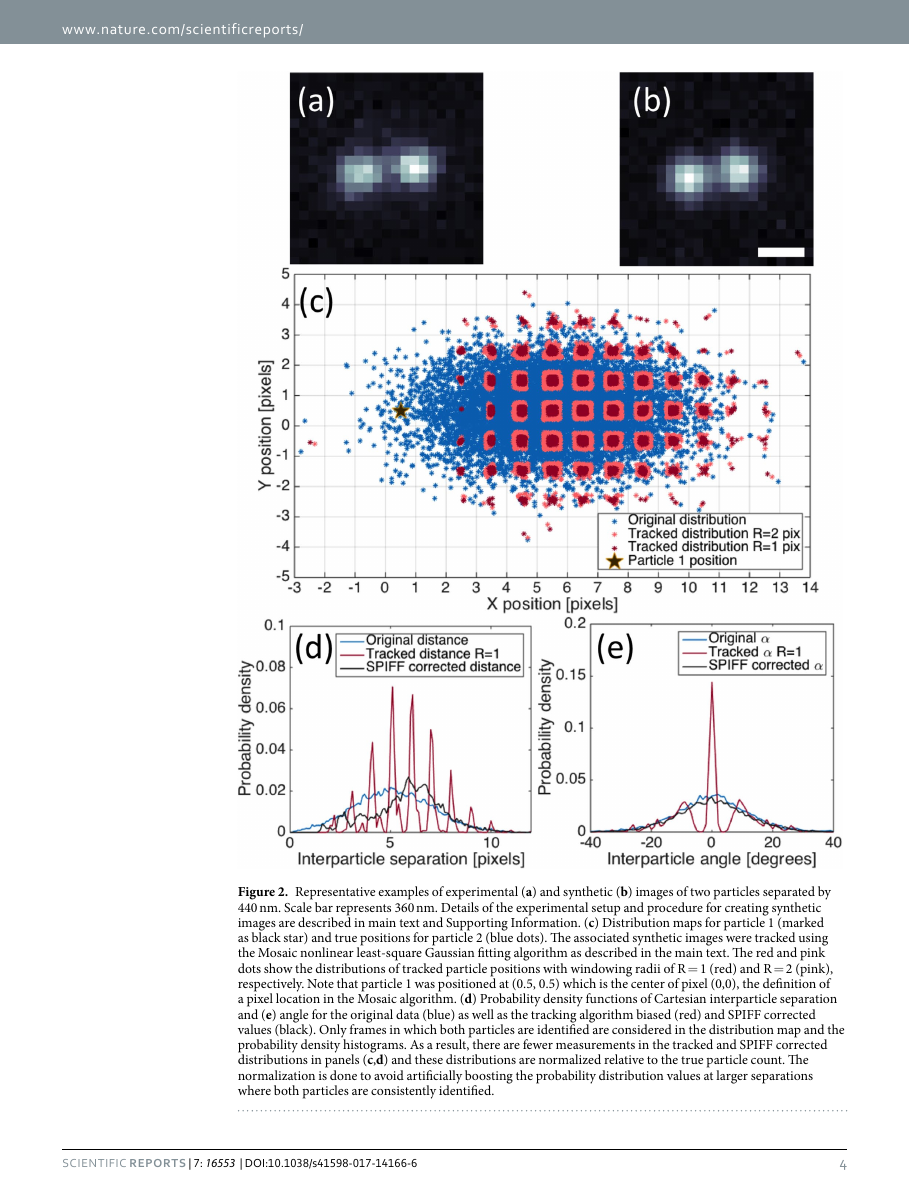 www.nature.com/scientificreports/
(a)
(b)
(c)
5
4
3
2
1
0
-1
-2
-3
-4
-5
Y position [pixels]
Original distribution
Tracked distribution R=2 pix
Tracked distribution R=1 pix
Particle 1 position
-3 -2 -1 0 1 2 3 4 5 6 7 8 9 10 11 12 13 14
X position [pixels]
(d)
0.1
0.08
0.06
0.04
0.02
0
Probability density
Original distance
Tracked distance R=1
SPIFF corrected distance
0 5 10
Interparticle separation [pixels]
(e)
0.2
0.15
0.1
0.05
0
Probability density
Original α
Tracked α R=1
SPIFF corrected α
-40 -20 0 20 40
Interparticle angle [degrees]
Figure 2. Representative examples of experimental (a) and synthetic (b) images of two particles separated by
440 nm. Scale bar represents 360 nm. Details of the experimental setup and procedure for creating synthetic
images are described in main text and Supporting Information. (c) Distribution maps for particle 1 (marked
as black star) and true positions for particle 2 (blue dots). The associated synthetic images were tracked using
the Mosaic nonlinear least-square Gaussian fitting algorithm as described in the main text. The red and pink
dots show the distributions of tracked particle positions with windowing radii of R = 1 (red) and R = 2 (pink),
respectively. Note that particle 1 was positioned at (0.5, 0.5) which is the center of pixel (0,0), the definition of
a pixel location in the Mosaic algorithm. (d) Probability density functions of Cartesian interparticle separation
and (e) angle for the original data (blue) as well as the tracking algorithm biased (red) and SPIFF corrected
values (black). Only frames in which both particles are identified are considered in the distribution map and the
probability density histograms. As a result, there are fewer measurements in the tracked and SPIFF corrected
distributions in panels (c,d) and these distributions are normalized relative to the true particle count. The
normalization is done to avoid artificially boosting the probability distribution values at larger separations
where both particles are consistently identified.
SCIENTIFIC REPORTS | 7: 16553 | DOI:10.1038/s41598-017-14166-6
4